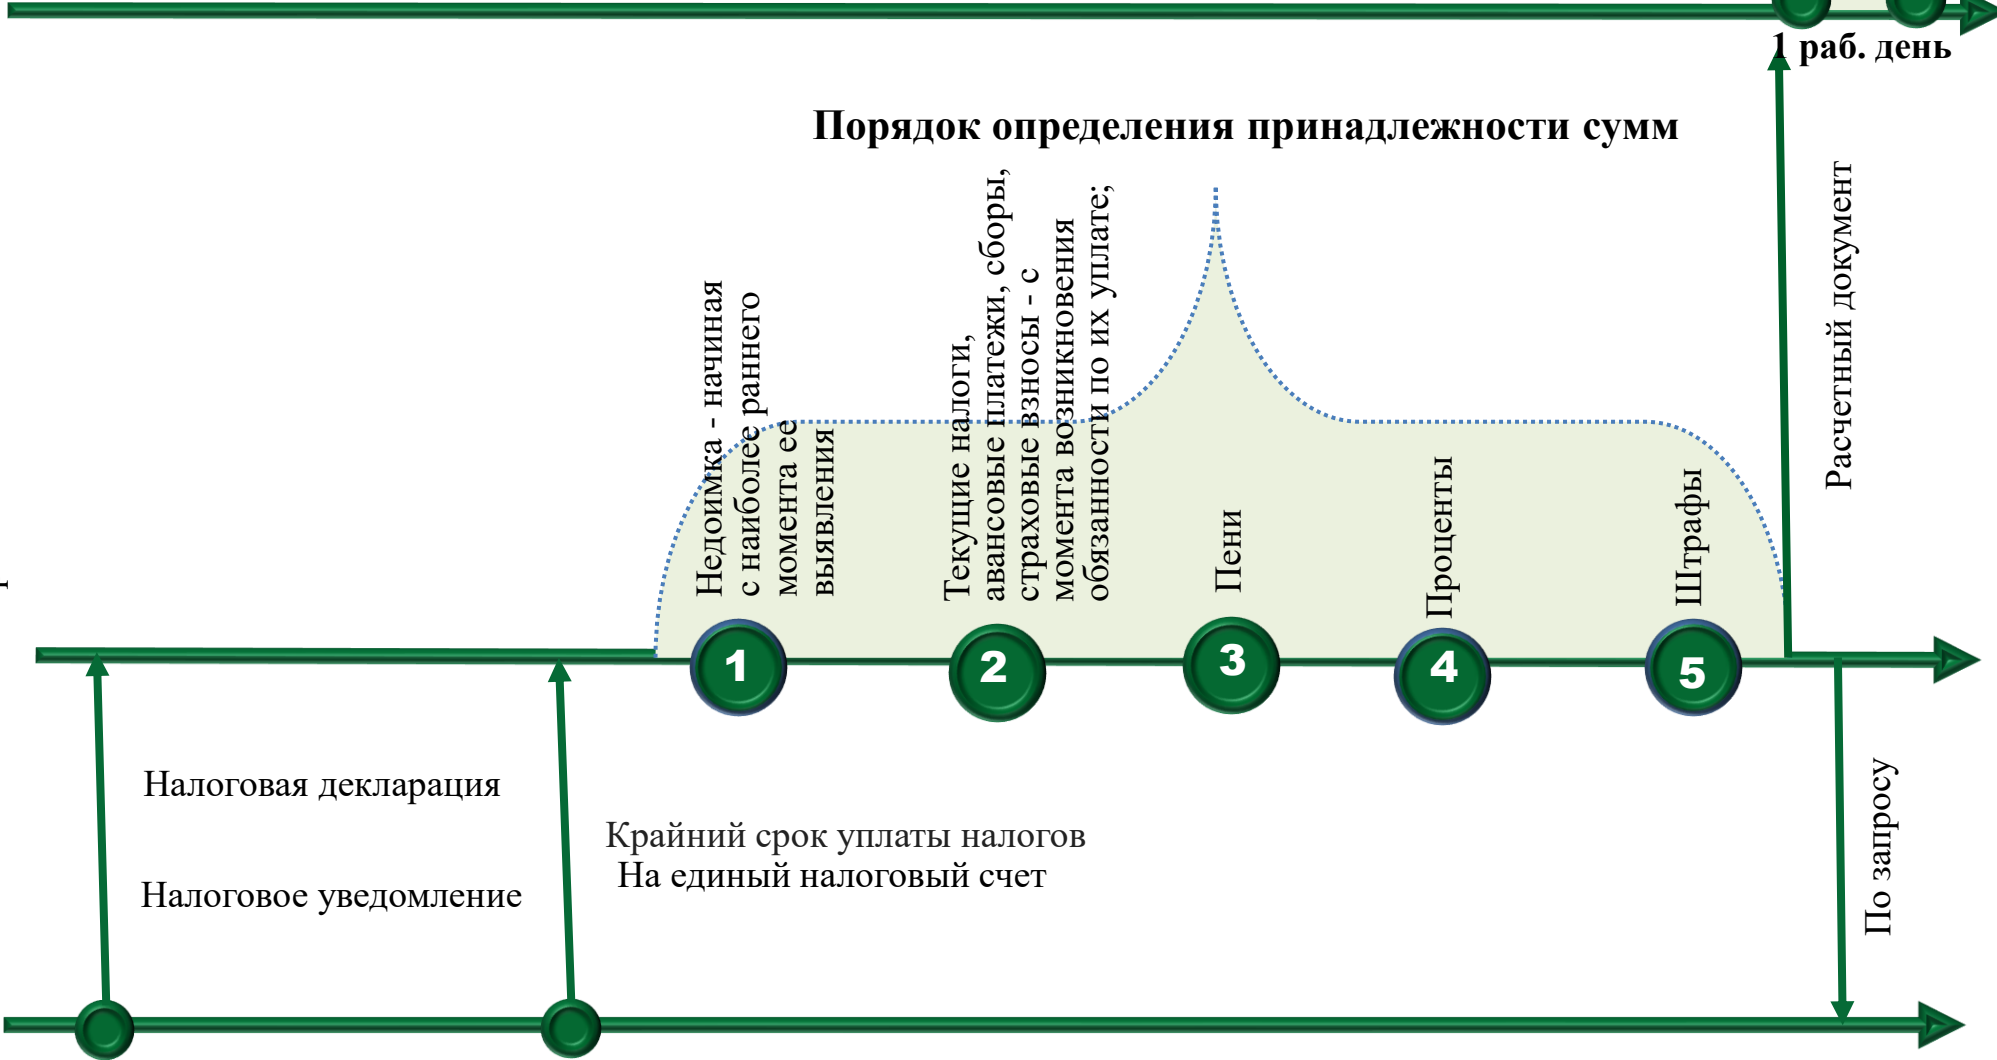 1 раб. день
Порядок определения принадлежности сумм
Недоимка - начиная
с наиболее раннего
момента ее
выявления
Текущие налоги,
авансовые платежи, сборы,
страховые взносы - с
момента возникновения
обязанности по их уплате;
Пени
Проценты
Штрафы
Расчетный документ
1
2
3
4
5
Налоговая декларация
Налоговое уведомление
Крайний срок уплаты налогов
На единый налоговый счет
По запросу